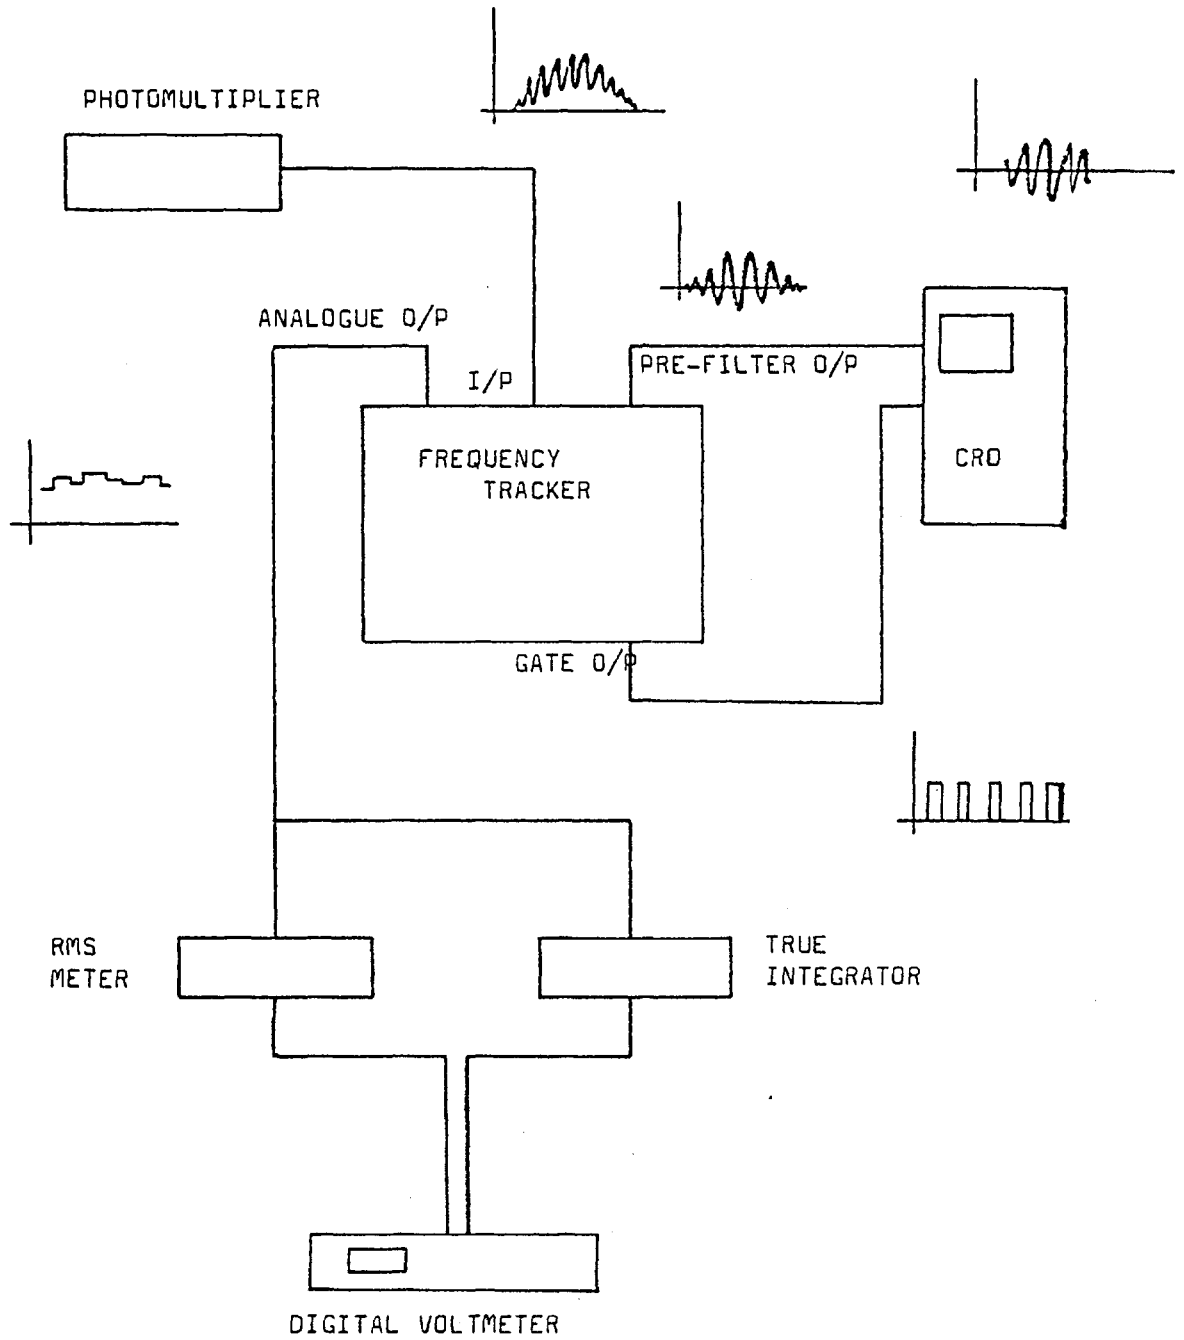 PHOTOMULTIPLIER
ANALOGUE O/P
I/P
PRE-FILTER O/P
FREQUENCY
TRACKER
CRO
GATE O/P
RMS
METER
TRUE
INTEGRATOR
DIGITAL VOLTMETER